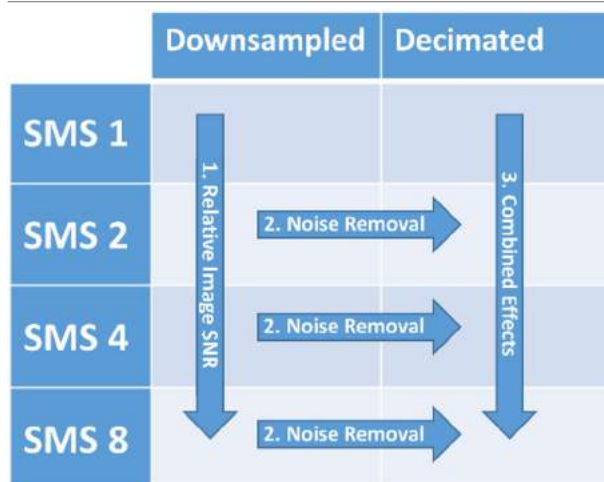 Downsampled Decimated
SMS 1
1. Relative Image SNR
3. Combined Effects
SMS 2
2. Noise Removal
SMS 4
2. Noise Removal
SMS 8
2. Noise Removal